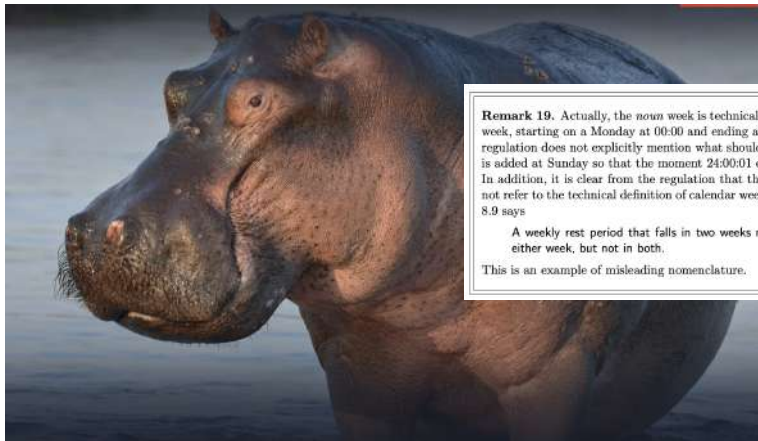 Remark 19. Actually, the noun week is technical
week, starting on a Monday at 00:00 and ending a
regulation does not explicitly mention what shoul
is added at Sunday so that the moment 24:00:01
In addition, it is clear from the regulation that th
not refer to the technical definition of calendar wee
8.9 says
A weekly rest period that falls in two weeks
either week, but not in both.
This is an example of misleading nomenclature.